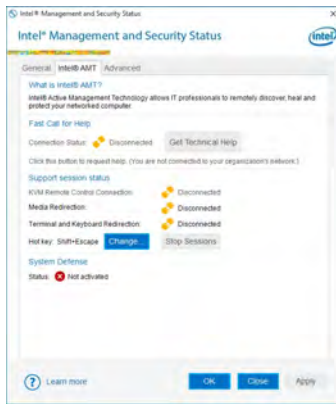 Intel® Management and Security Status
Intel® Management and Security Status
intel
General Intel® AMT Advanced
What is Intel® AMT?
Intel® Active Management Technology allows IT professionals to remotely discover, heal and
protect your networked computer.
Fast Call for Help
Connection Status: Disconnected Get Technical Help
Click this button to request help. (You are not connected to your organization's network.)
Support session status
KVM Remote Control Connection: Disconnected
Media Redirection: Disconnected
Terminal and Keyboard Redirection: Disconnected
Hot key: Shift+Escape Change... Stop Sessions
System Defense
Status: Not activated
? Learn more OK Close Apply